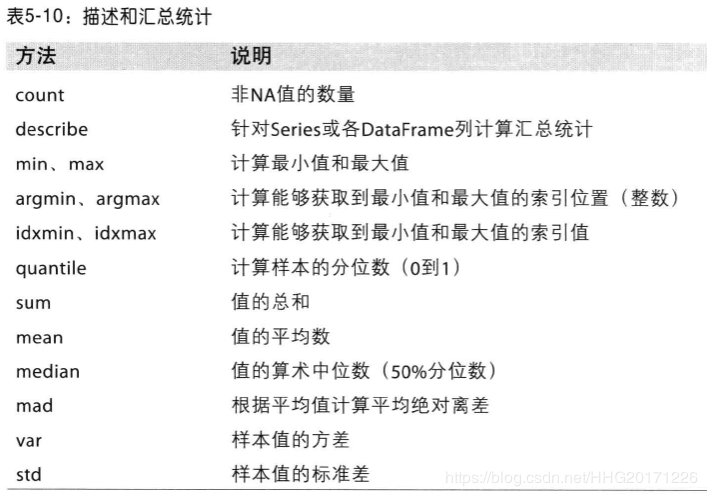 表5-10：描述和汇总统计
方法 说明
count 非NA值的数量
describe 针对Series或各DataFrame列计算汇总统计
min、max 计算最小值和最大值
argmin、argmax 计算能够获取到最小值和最大值的索引位置（整数）
idxmin、idxmax 计算能够获取到最小值和最大值的索引值
quantile 计算样本的分位数（0到1）
sum 值的总和
mean 值的平均数
median 值的算术中位数（50%分位数）
mad 根据平均值计算平均绝对离差
var 样本值的方差
std 样本值的标准差
https://blog.csdn.net/HHG20171226